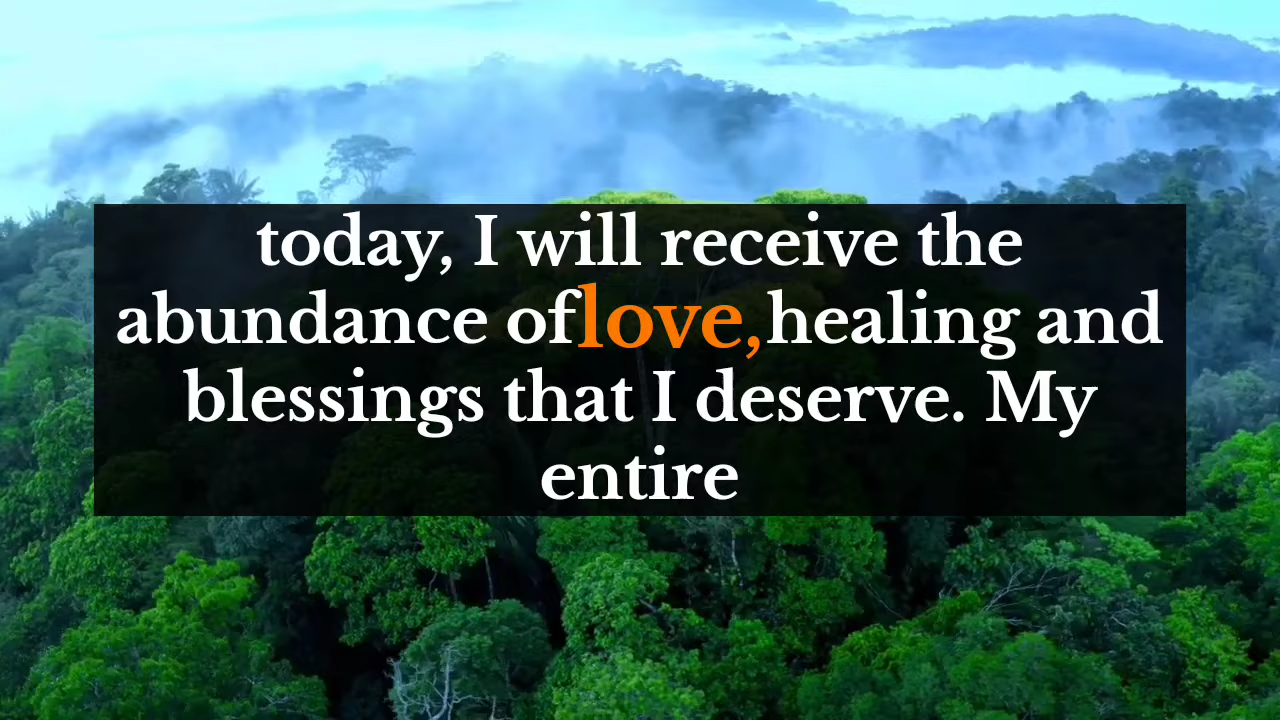 today, I will receive the
abundance of love, healing and
blessings that I deserve. My
entire